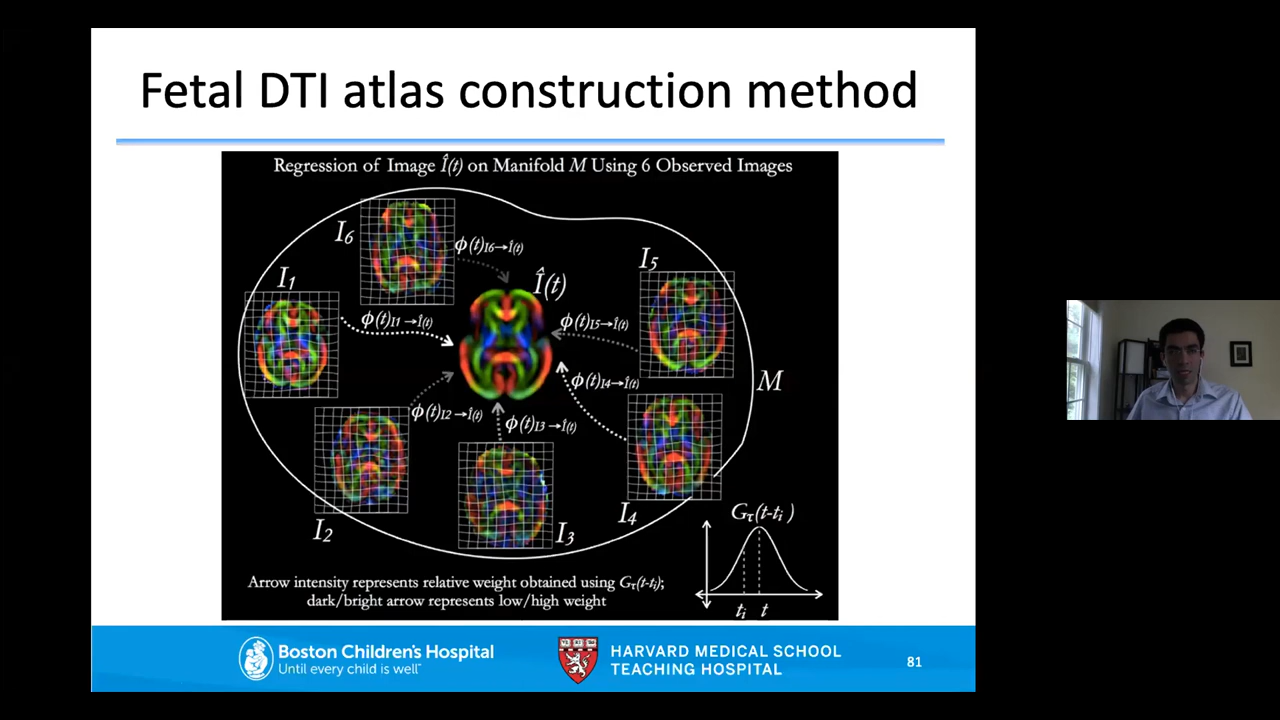 Fetal DTI atlas construction method
Regression of Image Î(t) on Manifold M Using 6 Observed Images
I6
ϕ(t)I6→Î(t)
I5
I1
Î(t)
ϕ(t)I1→Î(t)
ϕ(t)I5→Î(t)
ϕ(t)I4→Î(t)
M
ϕ(t)I2→Î(t)
ϕ(t)I3→Î(t)
I2
I3
I4
Gτ(t-ti)
Arrow intensity represents relative weight obtained using Gτ(t-ti);
dark/bright arrow represents low/high weight
ti t
Boston Children's Hospital
Until every child is well™
HARVARD MEDICAL SCHOOL
TEACHING HOSPITAL
81